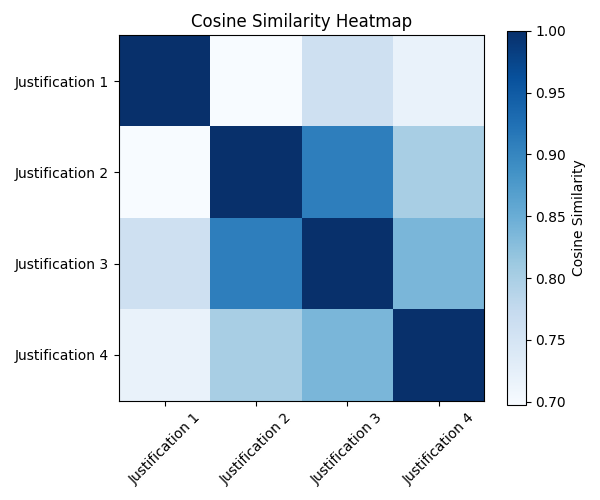 Cosine Similarity Heatmap
Justification 1
Justification 2
Justification 3
Justification 4
Justification 1
Justification 2
Justification 3
Justification 4
1.00
0.95
0.90
0.85
0.80
0.75
0.70
Cosine Similarity